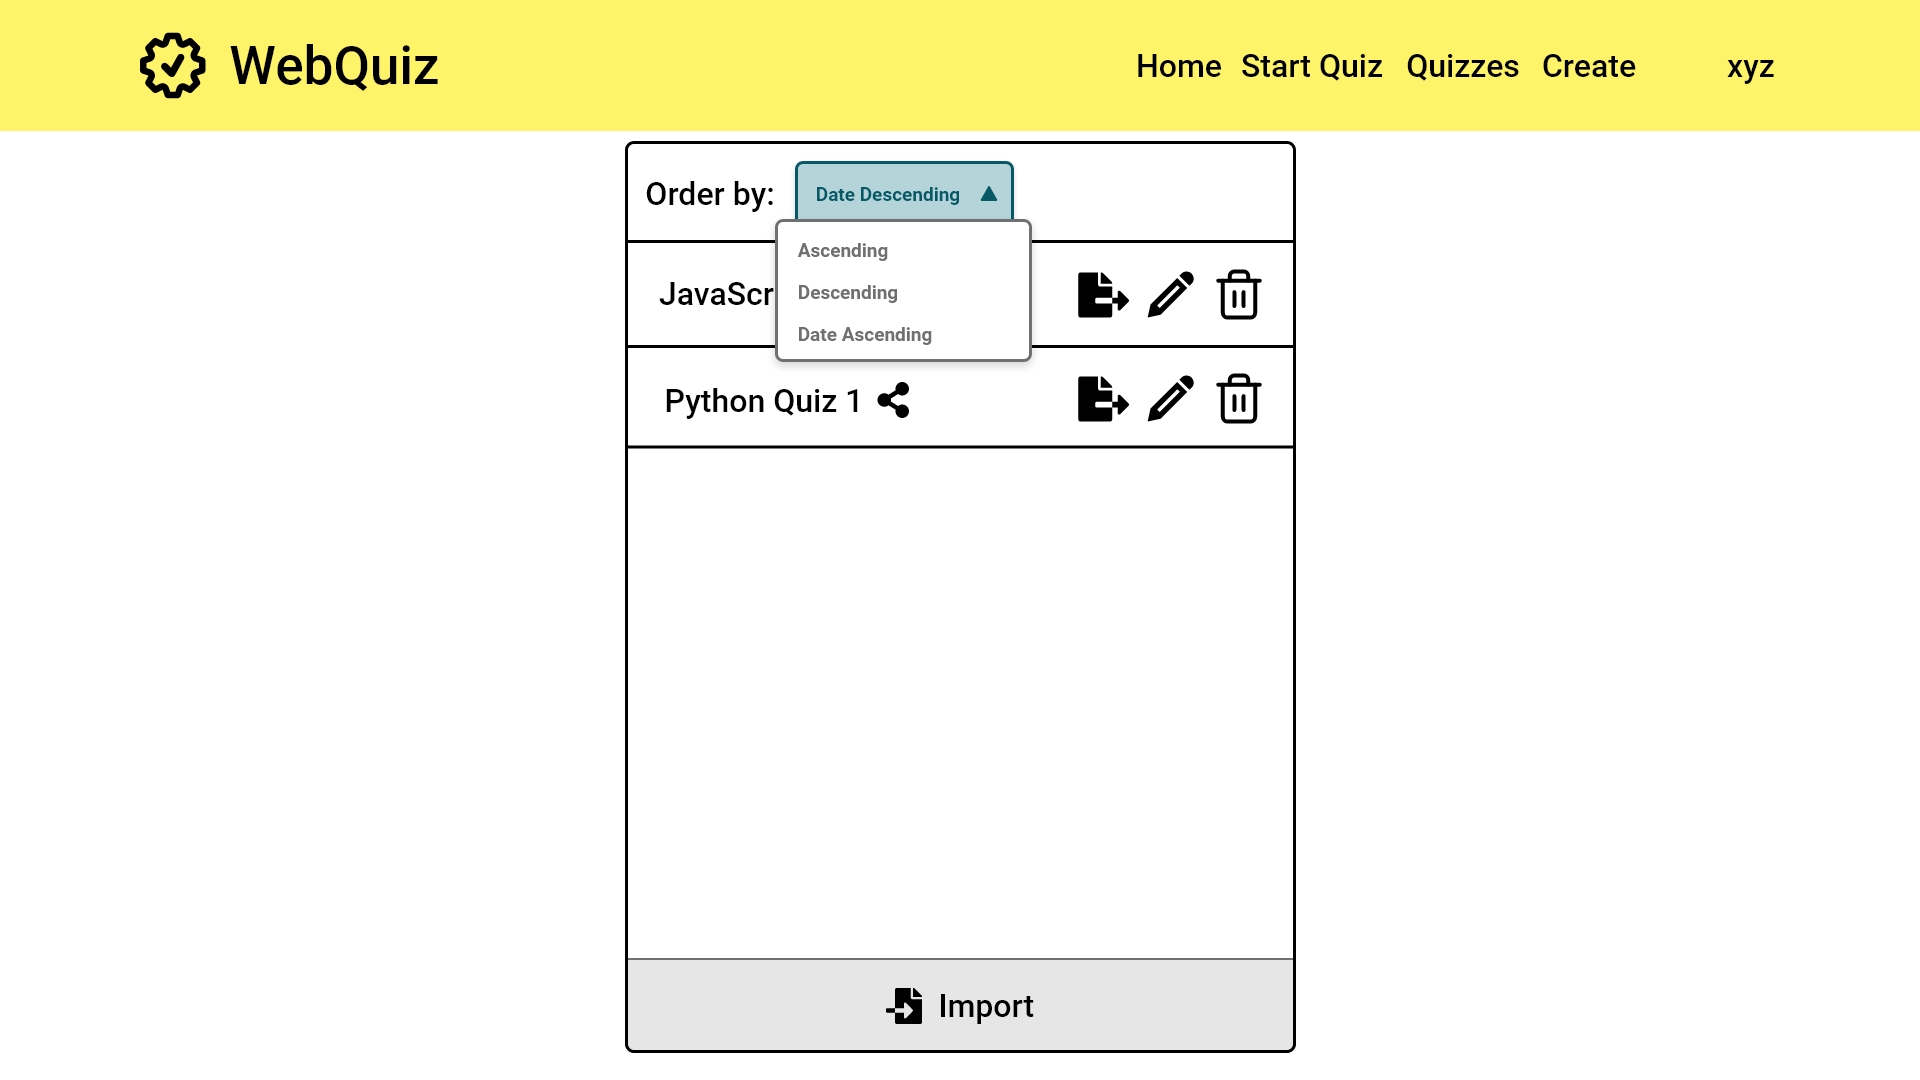 WebQuiz
Home Start Quiz Quizzes Create xyz
Order by: Date Descending
Ascending
JavaScr
Descending
Date Ascending
Python Quiz 1
Import